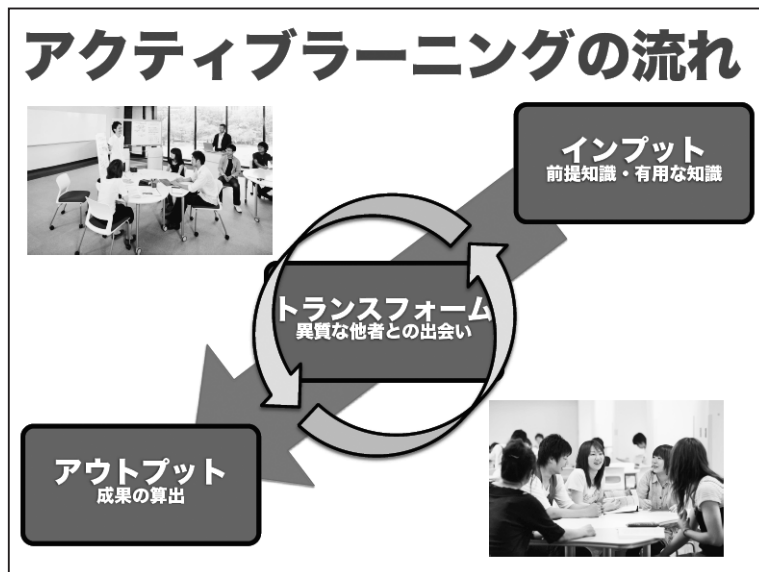 アクティブラーニングの流れ
インプット
前提知識・有用な知識
トランスフォーム
異質な他者との出会い
アウトプット
成果の算出